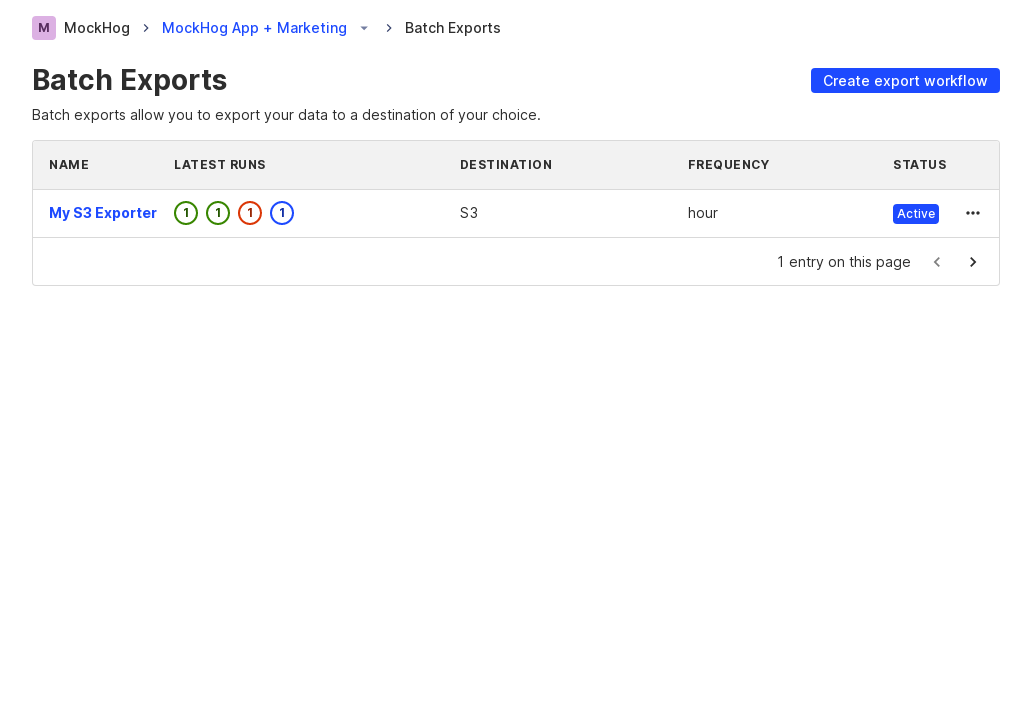 M MockHog MockHog App + Marketing Batch Exports
Batch Exports
Create export workflow
Batch exports allow you to export your data to a destination of your choice.
NAME LATEST RUNS DESTINATION FREQUENCY STATUS
My S3 Exporter 1 1 1 1 S3 hour Active
1 entry on this page